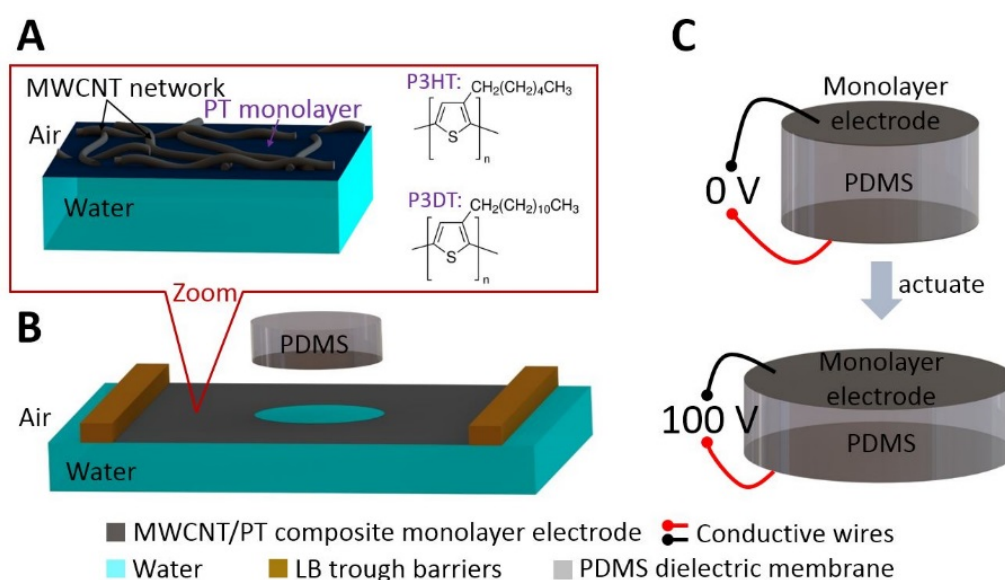 A
MWCNT network
PT monolayer
Air
Water
P3HT:
CH₂(CH₂)₄CH₃
S
n
P3DT:
CH₂(CH₂)₁₀CH₃
S
n
Zoom
B
PDMS
Air
Water
C
Monolayer
electrode
0 V
PDMS
actuate
Monolayer
electrode
100 V
PDMS
MWCNT/PT composite monolayer electrode
Conductive wires
Water
LB trough barriers
PDMS dielectric membrane